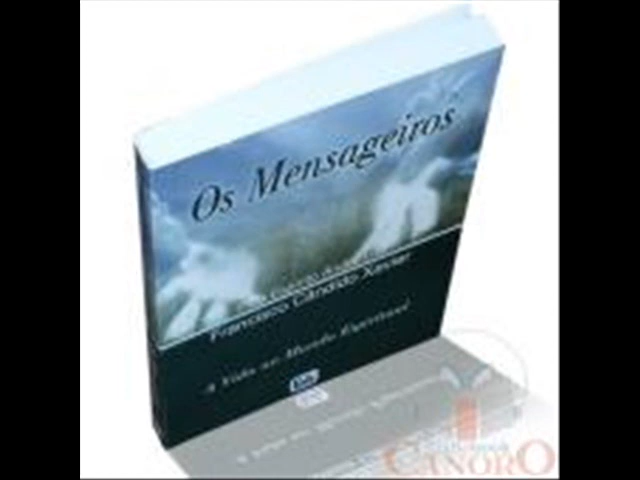 Os Mensageiros
Francisco Cândido Xavier
A Vida no Mundo Espiritual
CANORO